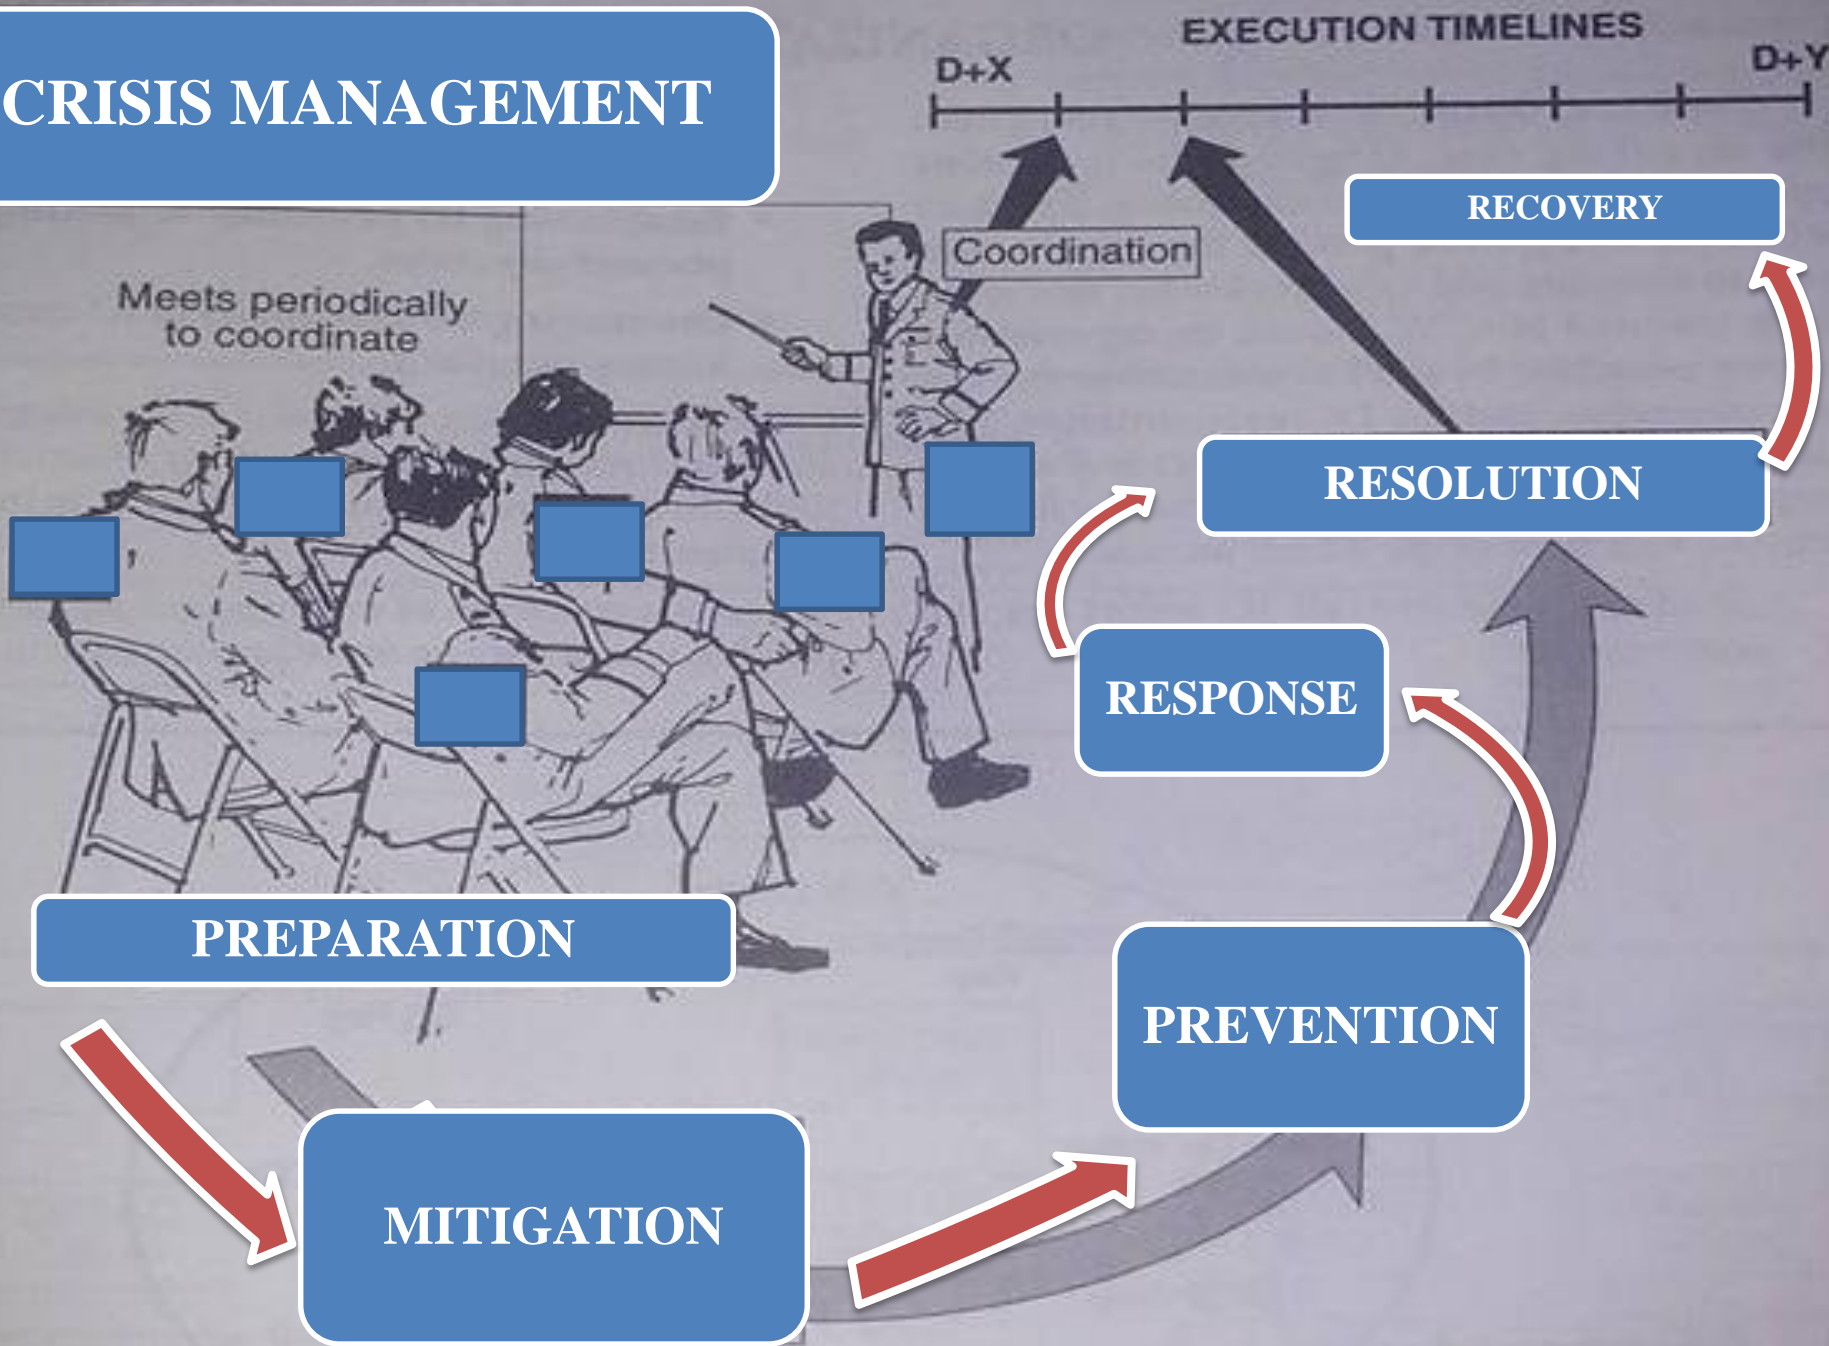 CRISIS MANAGEMENT
EXECUTION TIMELINES
D+X
D+Y
RECOVERY
Coordination
Meets periodically
to coordinate
RESOLUTION
RESPONSE
PREPARATION
PREVENTION
MITIGATION